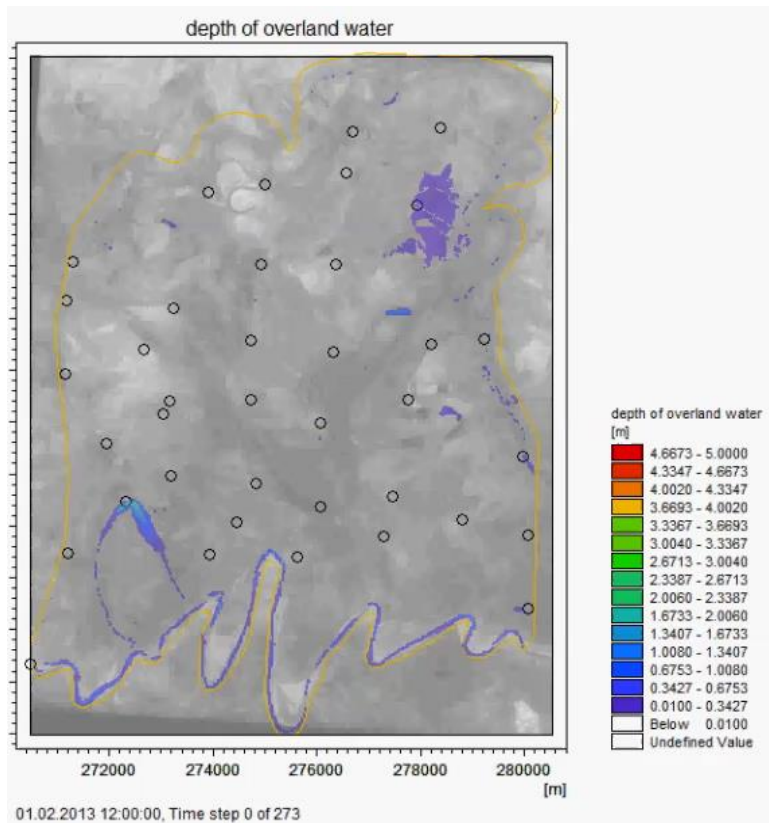 depth of overland water
depth of overland water
[m]
4.6673 - 5.0000
4.3347 - 4.6673
4.0020 - 4.3347
3.6693 - 4.0020
3.3367 - 3.6693
3.0040 - 3.3367
2.6713 - 3.0040
2.3387 - 2.6713
2.0060 - 2.3387
1.6733 - 2.0060
1.3407 - 1.6733
1.0080 - 1.3407
0.6753 - 1.0080
0.3427 - 0.6753
0.0100 - 0.3427
Below 0.0100
Undefined Value
272000 274000 276000 278000 280000
[m]
01.02.2013 12:00:00, Time step 0 of 273